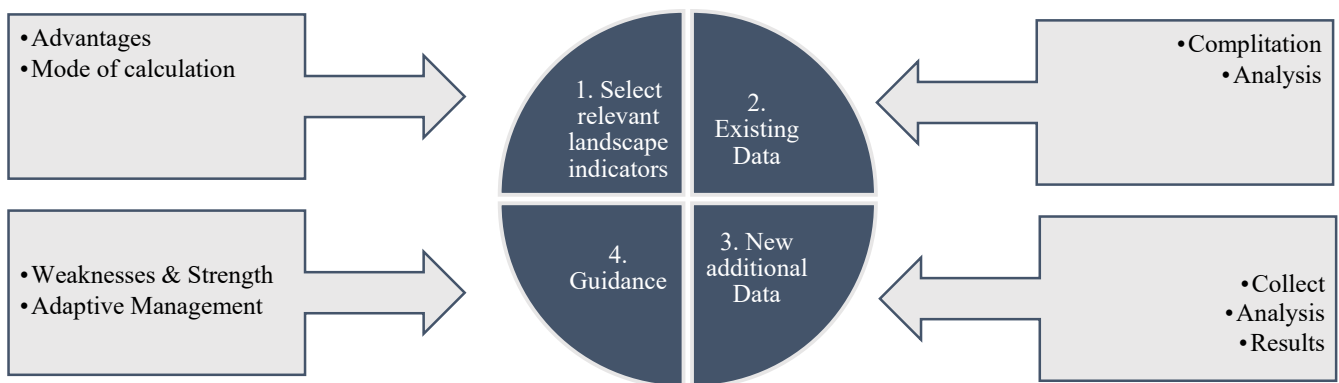 •Advantages
•Mode of calculation
1. Select
relevant
landscape
indicators
2.
Existing
Data
•Complitation
•Analysis
•Weaknesses & Strength
•Adaptive Management
4.
Guidance
3. New
additional
Data
•Collect
•Analysis
•Results